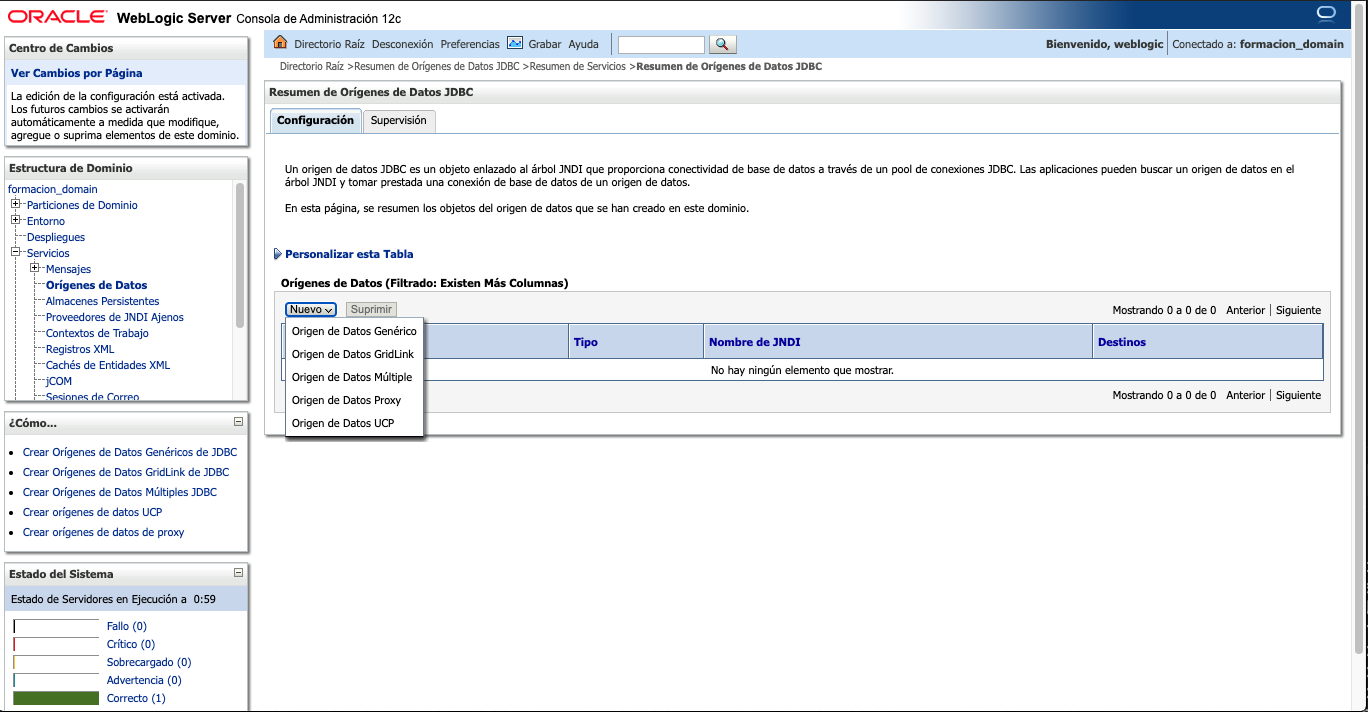 ORACLE WebLogic Server Consola de Administración 12c
Centro de Cambios
Ver Cambios por Página
La edición de la configuración está activada.
Los futuros cambios se activarán
automáticamente a medida que modifique,
agregue o suprima elementos de este dominio.
Estructura de Dominio
formacion_domain
Particiones de Dominio
Entorno
Despliegues
Servicios
Mensajes
Orígenes de Datos
Almacenes Persistentes
Proveedores de JNDI Ajenos
Contextos de Trabajo
Registros XML
Cachés de Entidades XML
jCOM
Sesiones de Correo
¿Cómo...
Crear Orígenes de Datos Genéricos de JDBC
Crear Orígenes de Datos GridLink de JDBC
Crear Orígenes de Datos Múltiples JDBC
Crear orígenes de datos UCP
Crear orígenes de datos de proxy
Estado del Sistema
Estado de Servidores en Ejecución a 0:59
Fallo (0)
Crítico (0)
Sobrecargado (0)
Advertencia (0)
Correcto (1)
Directorio Raíz Desconexión Preferencias Grabar Ayuda
Bienvenido, weblogic Conectado a: formacion_domain
Directorio Raíz >Resumen de Orígenes de Datos JDBC >Resumen de Servicios >Resumen de Orígenes de Datos JDBC
Resumen de Orígenes de Datos JDBC
Configuración Supervisión
Un origen de datos JDBC es un objeto enlazado al árbol JNDI que proporciona conectividad de base de datos a través de un pool de conexiones JDBC. Las aplicaciones pueden buscar un origen de datos en el
árbol JNDI y tomar prestada una conexión de base de datos de un origen de datos.
En esta página, se resumen los objetos del origen de datos que se han creado en este dominio.
Personalizar esta Tabla
Orígenes de Datos (Filtrado: Existen Más Columnas)
Nuevo Suprimir
Mostrando 0 a 0 de 0 Anterior | Siguiente
Origen de Datos Genérico
Origen de Datos GridLink
Origen de Datos Múltiple
Origen de Datos Proxy
Origen de Datos UCP
Tipo Nombre de JNDI Destinos
No hay ningún elemento que mostrar.
Mostrando 0 a 0 de 0 Anterior | Siguiente